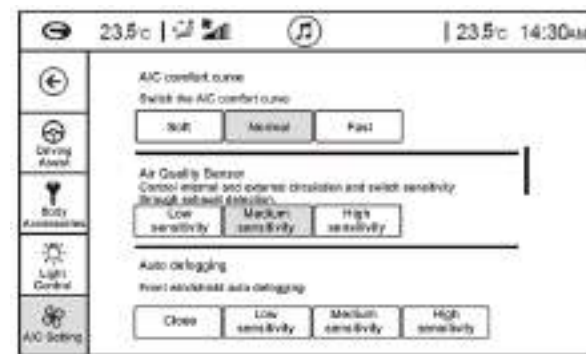 23.5°C
23.5°C 14:30AM
A/C comfort curve
Switch the A/C comfort curve
Soft Normal Fast
Driving
Assist
Air Quality Sensor
Control internal and external circulation and switch sensitivity
through exhaust detection.
Low
sensitivity
Medium
sensitivity
High
sensitivity
Body
Accessories
Light
Control
Auto defogging
Front windshield auto defogging
Close
Low
sensitivity
Medium
sensitivity
High
sensitivity
A/C Setting